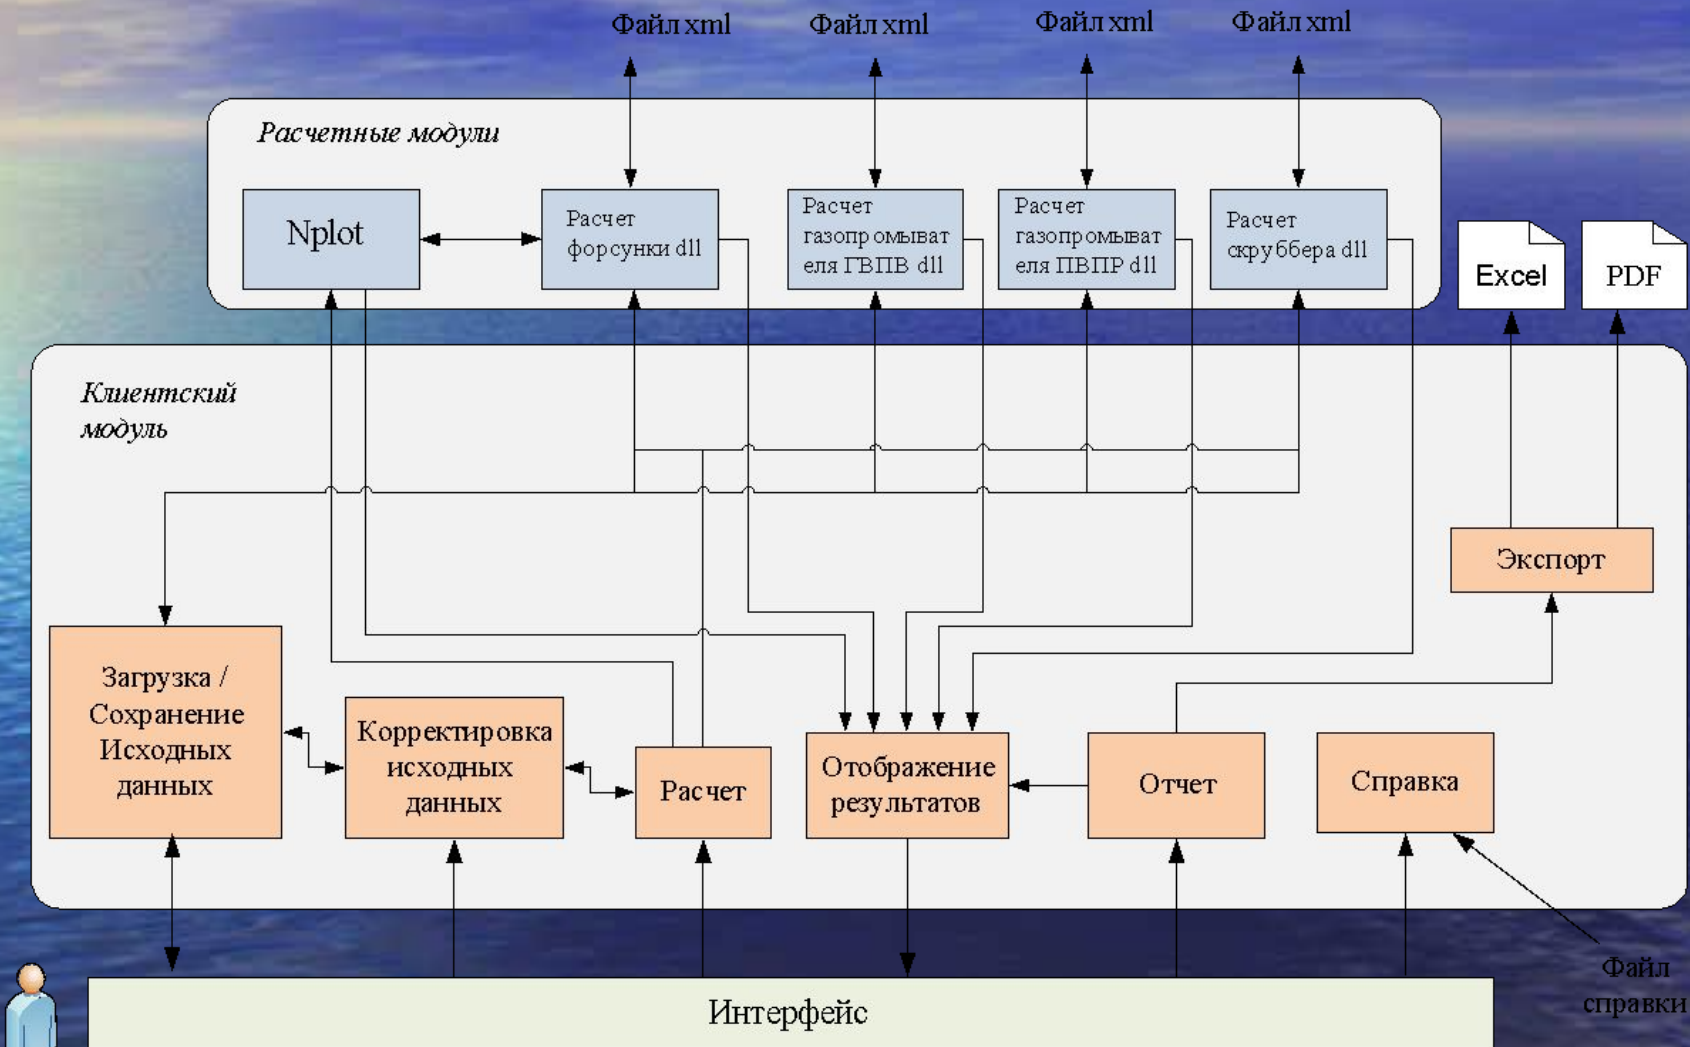 Файл xml
Файл xml
Файл xml
Файл xml
Расчетные модули
Nplot
Расчет
форсунки dll
Расчет
газопромыват
еля ГВПВ dll
Расчет
газопромыват
еля ПВПР dll
Расчет
скруббера dll
Excel
PDF
Клиентский
модуль
Экспорт
Загрузка /
Сохранение
Исходных
данных
Корректировка
исходных
данных
Расчет
Отображение
результатов
Отчет
Справка
Файл
справки
Интерфейс